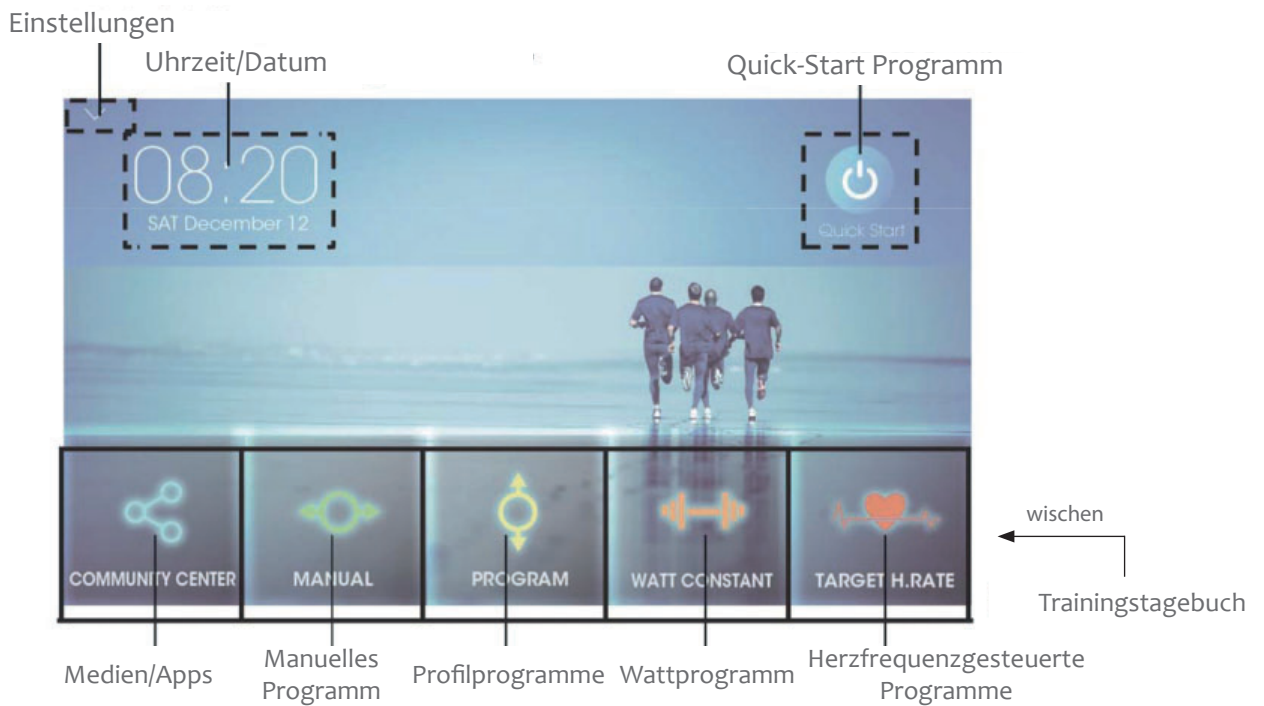 Einstellungen
Uhrzeit/Datum
Quick-Start Programm
08:20
SAT December 12
Quick Start
COMMUNITY CENTER
MANUAL
PROGRAM
WATT CONSTANT
TARGET H.RATE
wischen
Trainingstagebuch
Medien/Apps
Manuelles
Programm
Profilprogramme
Wattprogramm
Herzfrequenzgesteuerte
Programme